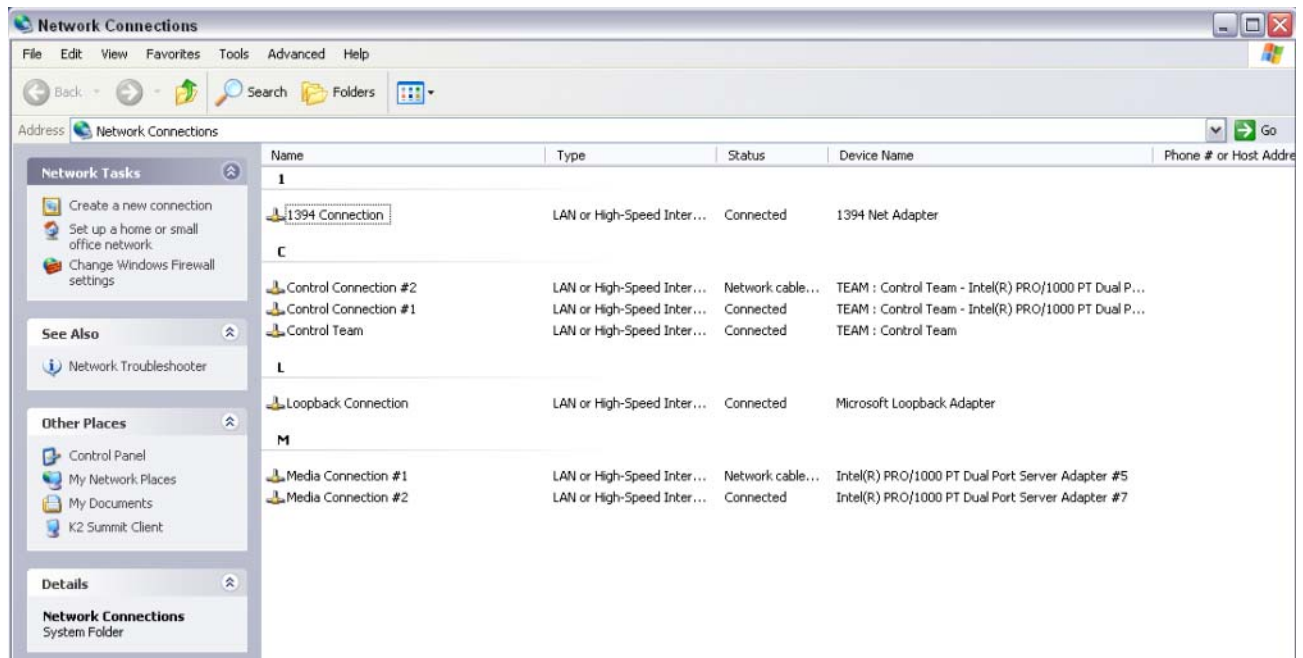 Network Connections
File Edit View Favorites Tools Advanced Help
Back Search Folders
Address Network Connections Go
Name Type Status Device Name Phone # or Host Addre
Network Tasks
Create a new connection
Set up a home or small
office network
Change Windows Firewall
settings
See Also
Network Troubleshooter
Other Places
Control Panel
My Network Places
My Documents
K2 Summit Client
Details
Network Connections
System Folder
1
1394 Connection LAN or High-Speed Inter... Connected 1394 Net Adapter
C
Control Connection #2 LAN or High-Speed Inter... Network cable... TEAM : Control Team - Intel(R) PRO/1000 PT Dual P...
Control Connection #1 LAN or High-Speed Inter... Connected TEAM : Control Team - Intel(R) PRO/1000 PT Dual P...
Control Team LAN or High-Speed Inter... Connected TEAM : Control Team
L
Loopback Connection LAN or High-Speed Inter... Connected Microsoft Loopback Adapter
M
Media Connection #1 LAN or High-Speed Inter... Network cable... Intel(R) PRO/1000 PT Dual Port Server Adapter #5
Media Connection #2 LAN or High-Speed Inter... Connected Intel(R) PRO/1000 PT Dual Port Server Adapter #7